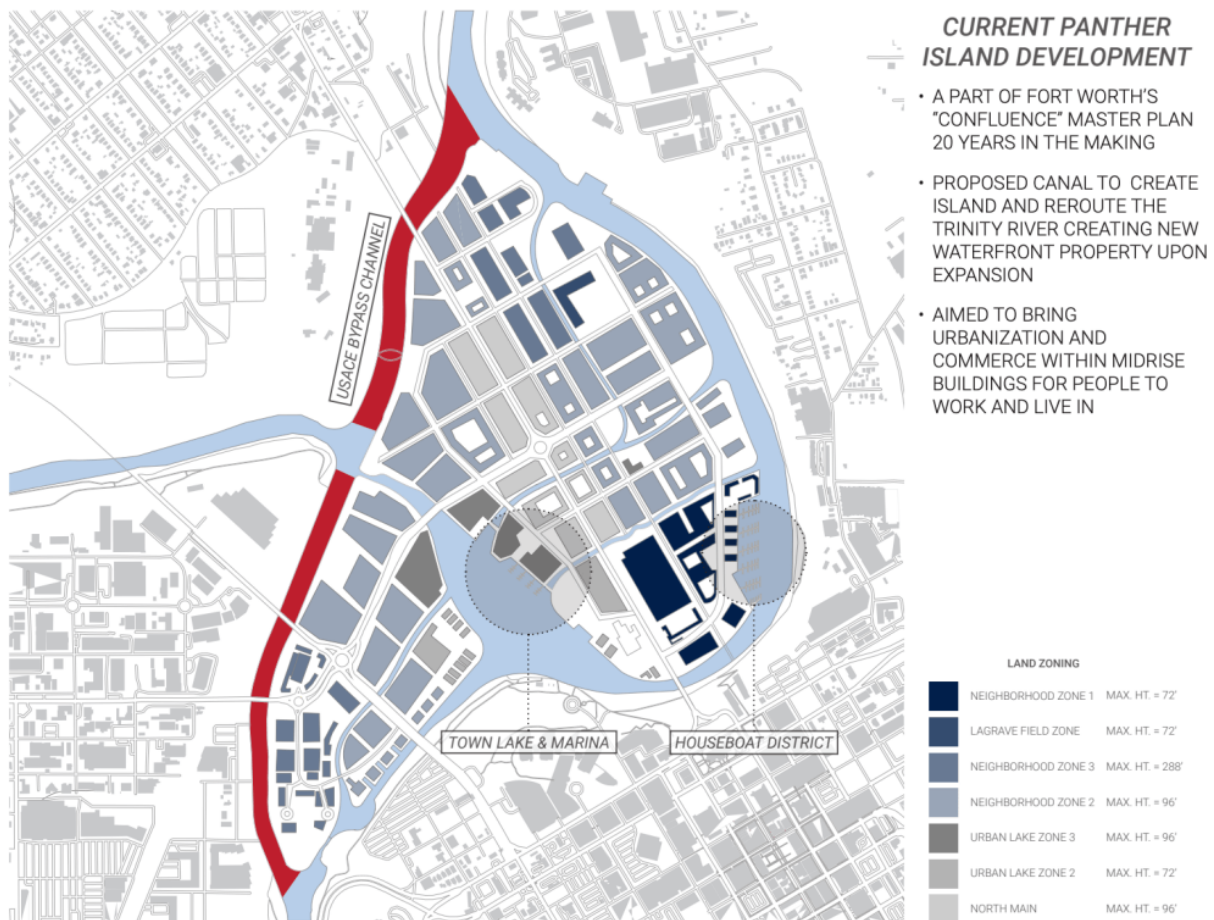 CURRENT PANTHER
ISLAND DEVELOPMENT
• A PART OF FORT WORTH'S
"CONFLUENCE" MASTER PLAN
20 YEARS IN THE MAKING
• PROPOSED CANAL TO CREATE
ISLAND AND REROUTE THE
TRINITY RIVER CREATING NEW
WATERFRONT PROPERTY UPON
EXPANSION
• AIMED TO BRING
URBANIZATION AND
COMMERCE WITHIN MIDRISE
BUILDINGS FOR PEOPLE TO
WORK AND LIVE IN
USACE BYPASS CHANNEL
TOWN LAKE & MARINA
HOUSEBOAT DISTRICT
LAND ZONING
NEIGHBORHOOD ZONE 1 MAX. HT. = 72'
LAGRAVE FIELD ZONE MAX. HT. = 72'
NEIGHBORHOOD ZONE 3 MAX. HT. = 288'
NEIGHBORHOOD ZONE 2 MAX. HT. = 96'
URBAN LAKE ZONE 3 MAX. HT. = 96'
URBAN LAKE ZONE 2 MAX. HT. = 72'
NORTH MAIN MAX. HT. = 96'